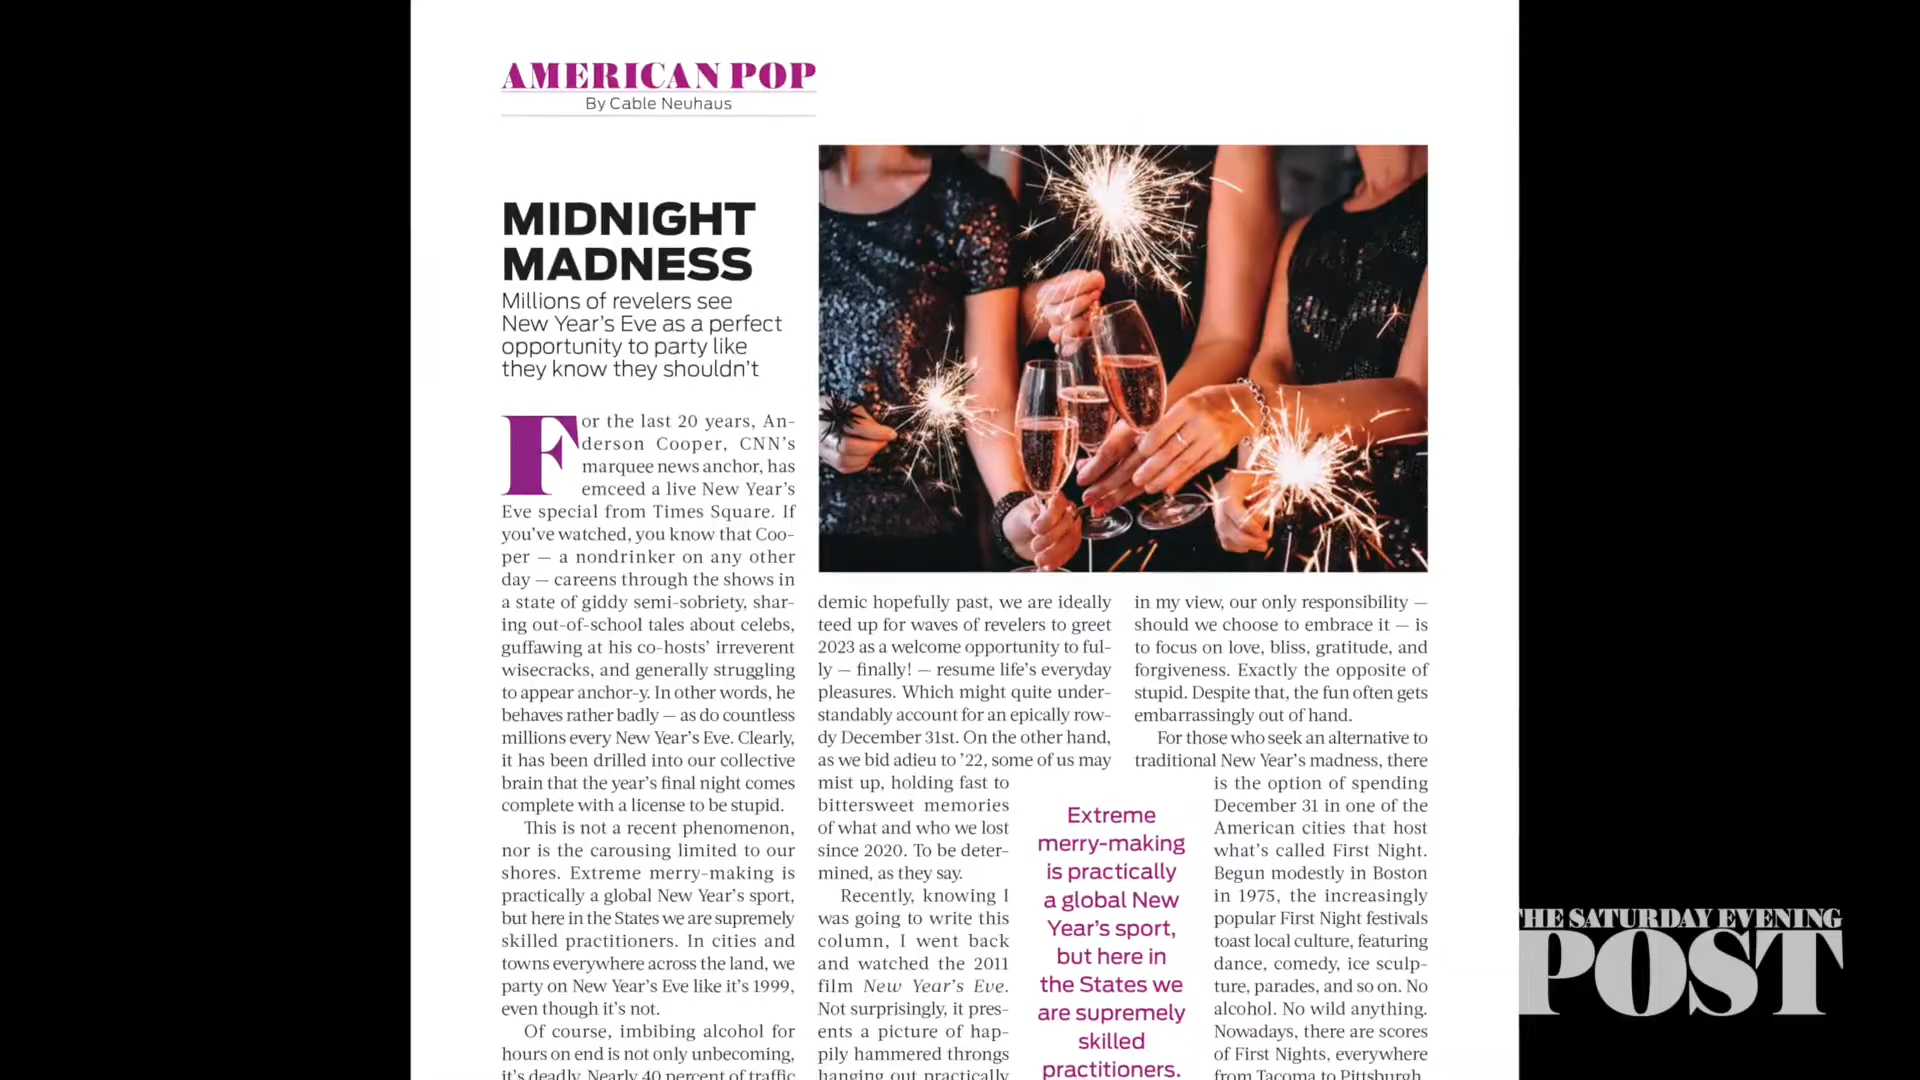 AMERICAN POP
By Cable Neuhaus
MIDNIGHT
MADNESS
Millions of revelers see
New Year’s Eve as a perfect
opportunity to party like
they know they shouldn’t
For the last 20 years, An-
derson Cooper, CNN’s
marquee news anchor, has
emceed a live New Year’s
Eve special from Times Square. If
you’ve watched, you know that Coo-
per — a nondrinker on any other
day — careens through the shows in
a state of giddy semi-sobriety, shar-
ing out-of-school tales about celebs,
guffawing at his co-hosts’ irreverent
wisecracks, and generally struggling
to appear anchor-y. In other words, he
behaves rather badly — as do countless
millions every New Year’s Eve. Clearly,
it has been drilled into our collective
brain that the year’s final night comes
complete with a license to be stupid.
This is not a recent phenomenon,
nor is the carousing limited to our
shores. Extreme merry-making is
practically a global New Year’s sport,
but here in the States we are supremely
skilled practitioners. In cities and
towns everywhere across the land, we
party on New Year’s Eve like it’s 1999,
even though it’s not.
Of course, imbibing alcohol for
hours on end is not only unbecoming,
it’s deadly. Nearly 40 percent of traffic
demic hopefully past, we are ideally
teed up for waves of revelers to greet
2023 as a welcome opportunity to ful-
ly — finally! — resume life’s everyday
pleasures. Which might quite under-
standably account for an epically row-
dy December 31st. On the other hand,
as we bid adieu to ’22, some of us may
mist up, holding fast to
bittersweet memories
of what and who we lost
since 2020. To be deter-
mined, as they say.
Recently, knowing I
was going to write this
column, I went back
and watched the 2011
film New Year’s Eve.
Not surprisingly, it pres-
ents a picture of hap-
pily hammered throngs
hanging out practically
Extreme
merry-making
is practically
a global New
Year’s sport,
but here in
the States we
are supremely
skilled
practitioners.
in my view, our only responsibility —
should we choose to embrace it — is
to focus on love, bliss, gratitude, and
forgiveness. Exactly the opposite of
stupid. Despite that, the fun often gets
embarrassingly out of hand.
For those who seek an alternative to
traditional New Year’s madness, there
is the option of spending
December 31 in one of the
American cities that host
what’s called First Night.
Begun modestly in Boston
in 1975, the increasingly
popular First Night festivals
toast local culture, featuring
dance, comedy, ice sculp-
ture, parades, and so on. No
alcohol. No wild anything.
Nowadays, there are scores
of First Nights, everywhere
from Tacoma to Pittsburgh.
THE SATURDAY EVENING
POST